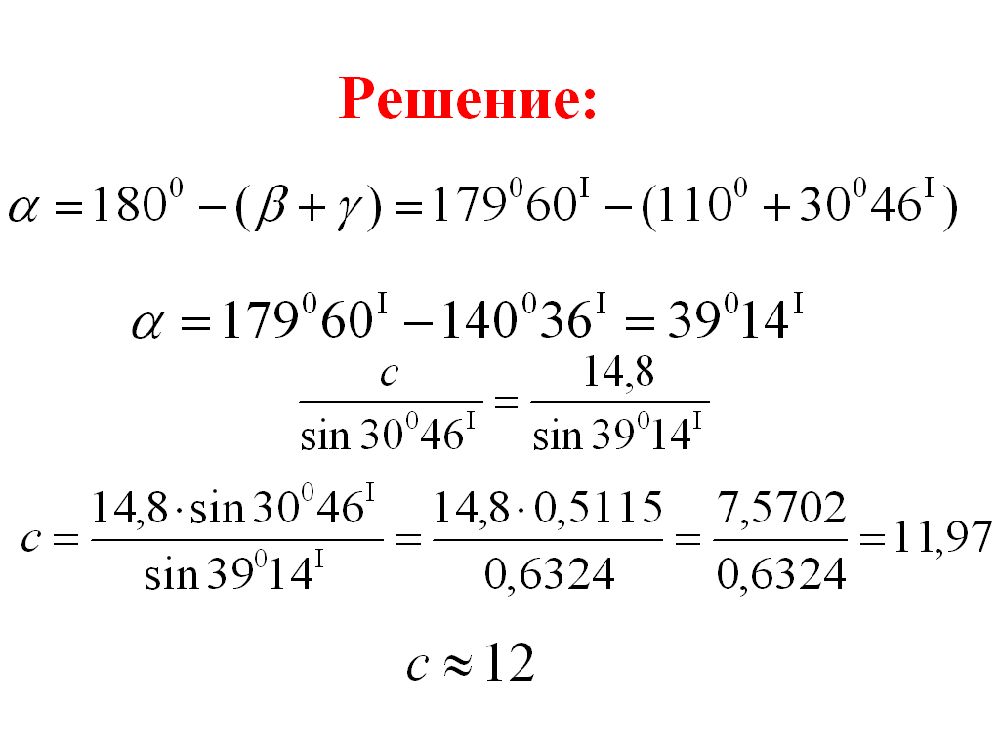 Решение:
α = 180⁰ − (β + γ) = 179⁰60ᴵ − (110⁰ + 30⁰46ᴵ)
α = 179⁰60ᴵ − 140⁰36ᴵ = 39⁰14ᴵ
c / sin 30⁰46ᴵ = 14,8 / sin 39⁰14ᴵ
c = 14,8 · sin 30⁰46ᴵ / sin 39⁰14ᴵ = 14,8 · 0,5115 / 0,6324 = 7,5702 / 0,6324 = 11,97
c ≈ 12